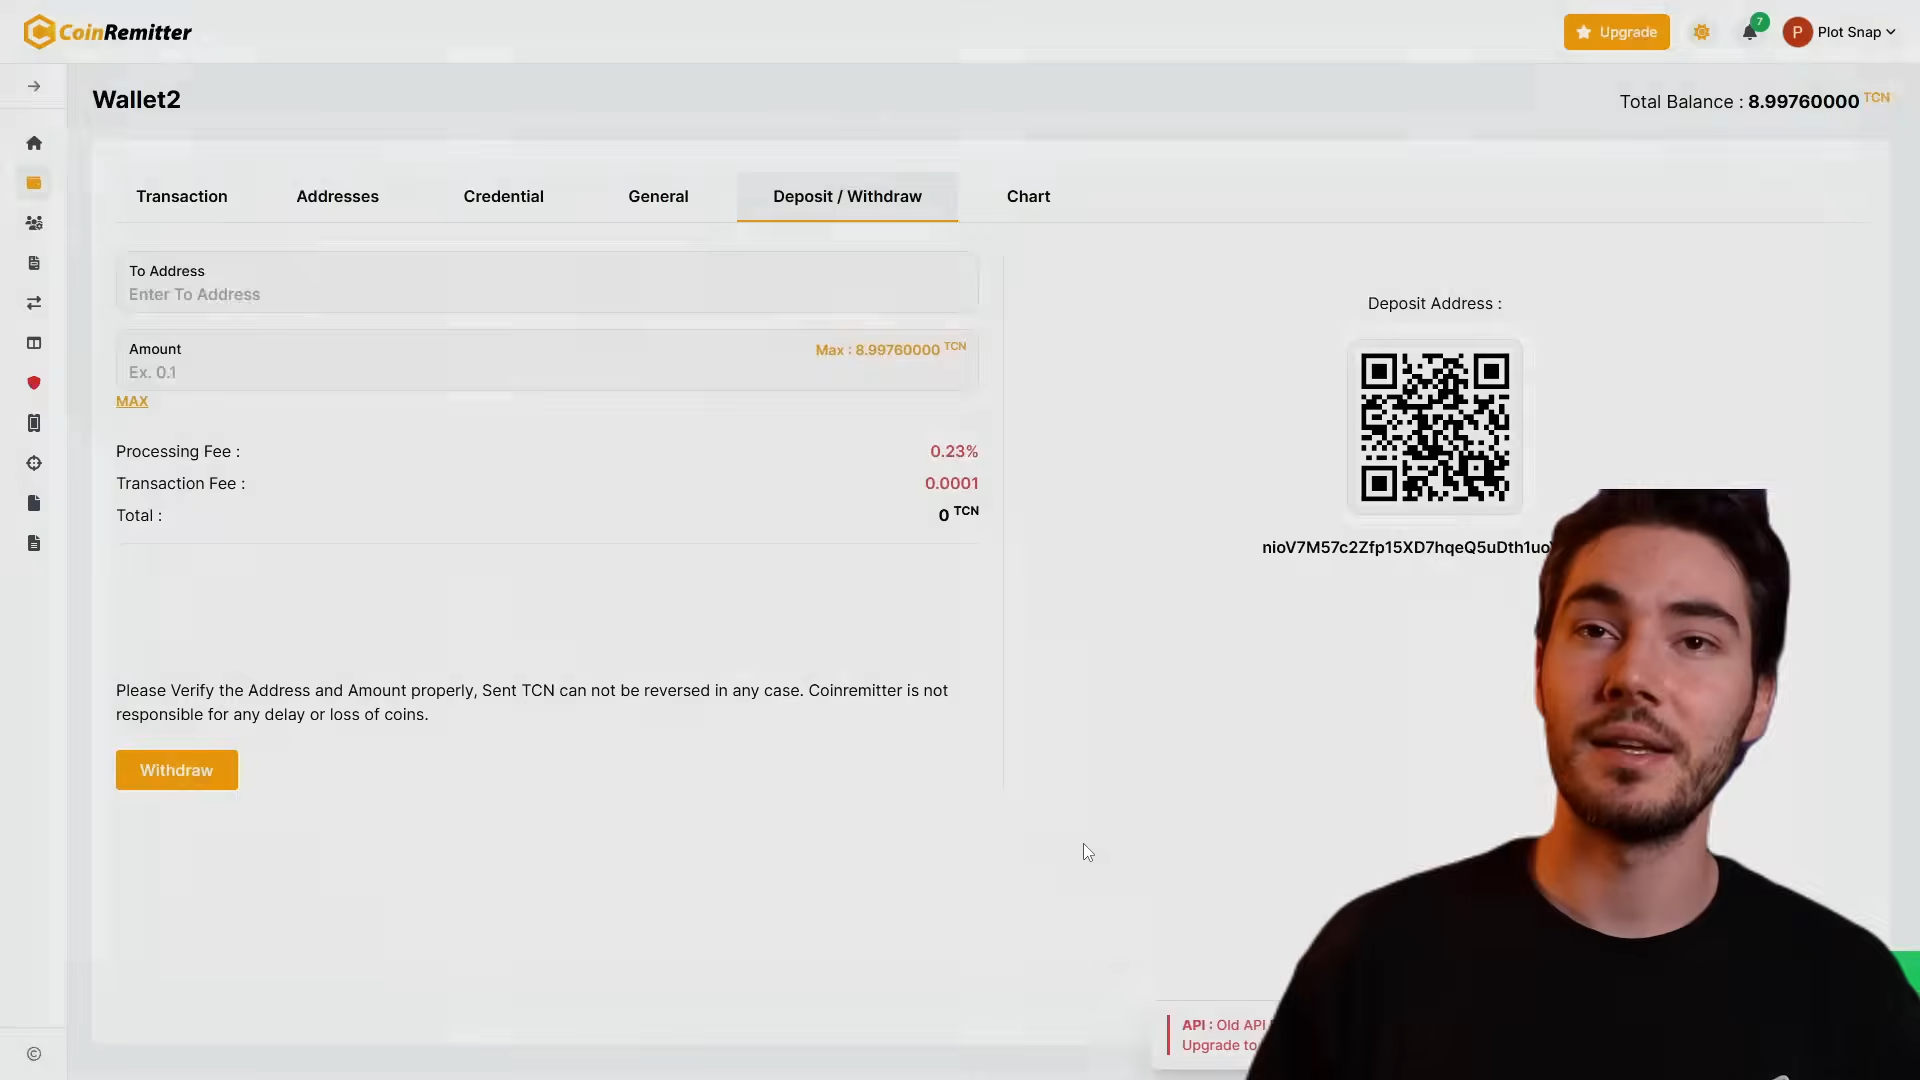 CoinRemitter
Upgrade
7
P
Plot Snap
Wallet2
Total Balance : 8.99760000 TCN
Transaction
Addresses
Credential
General
Deposit / Withdraw
Chart
To Address
Enter To Address
Amount
Max : 8.99760000 TCN
Ex. 0.1
MAX
Processing Fee :
0.23%
Transaction Fee :
0.0001
Total :
0 TCN
Please Verify the Address and Amount properly, Sent TCN can not be reversed in any case. Coinremitter is not
responsible for any delay or loss of coins.
Withdraw
Deposit Address :
nioV7M57c2Zfp15XD7hqeQ5uDth1uo
API : Old API
Upgrade to